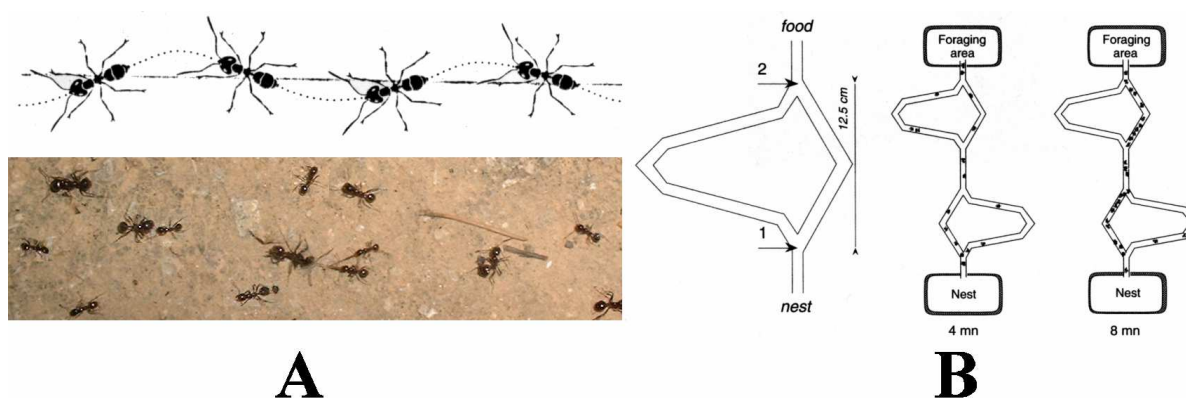 food
2
12.5 cm
1
nest
Foraging
area
Nest
4 mn
Foraging
area
Nest
8 mn
A
B